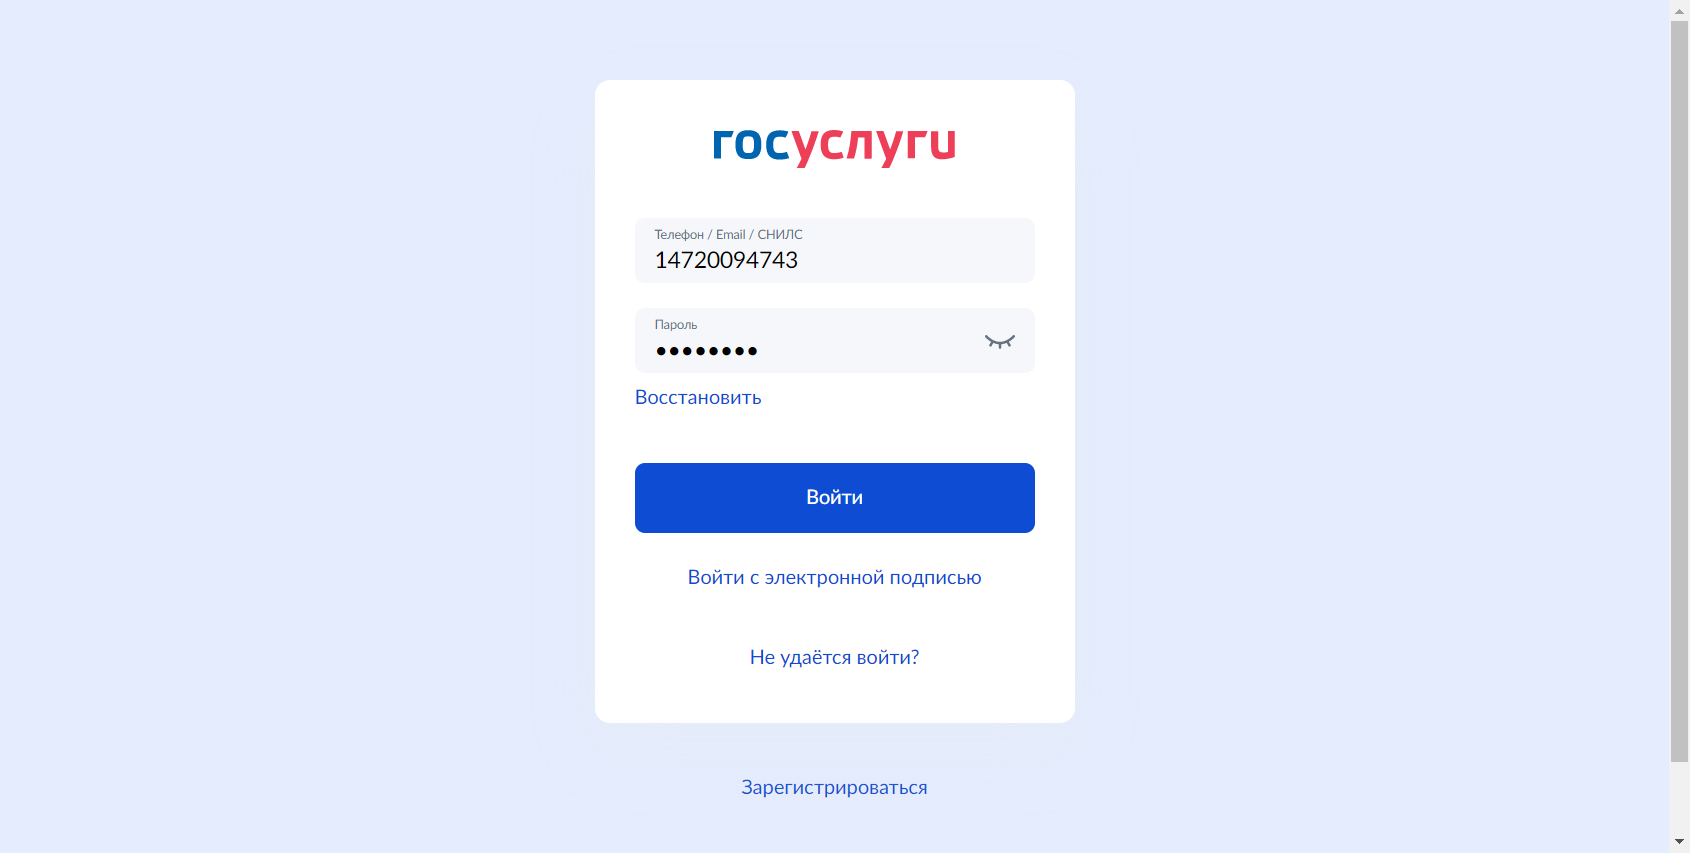 госуслуги
Телефон / Email / СНИЛС
14720094743
Пароль
••••••••
Восстановить
Войти
Войти с электронной подписью
Не удаётся войти?
Зарегистрироваться